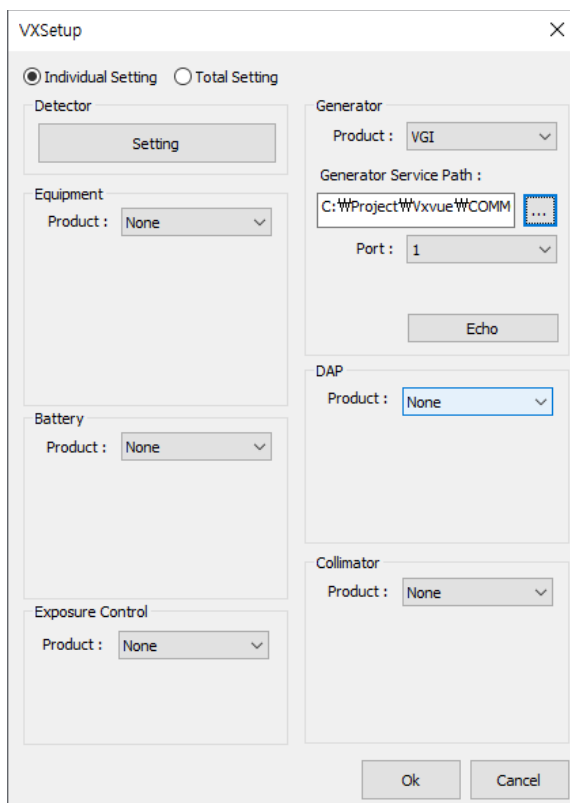 VXSetup
Individual Setting Total Setting
Detector
Setting
Equipment
Product : None
Battery
Product : None
Exposure Control
Product : None
Generator
Product : VGI
Generator Service Path :
C:₩Project₩Vxvue₩COMM ...
Port : 1
Echo
DAP
Product : None
Collimator
Product : None
Ok Cancel